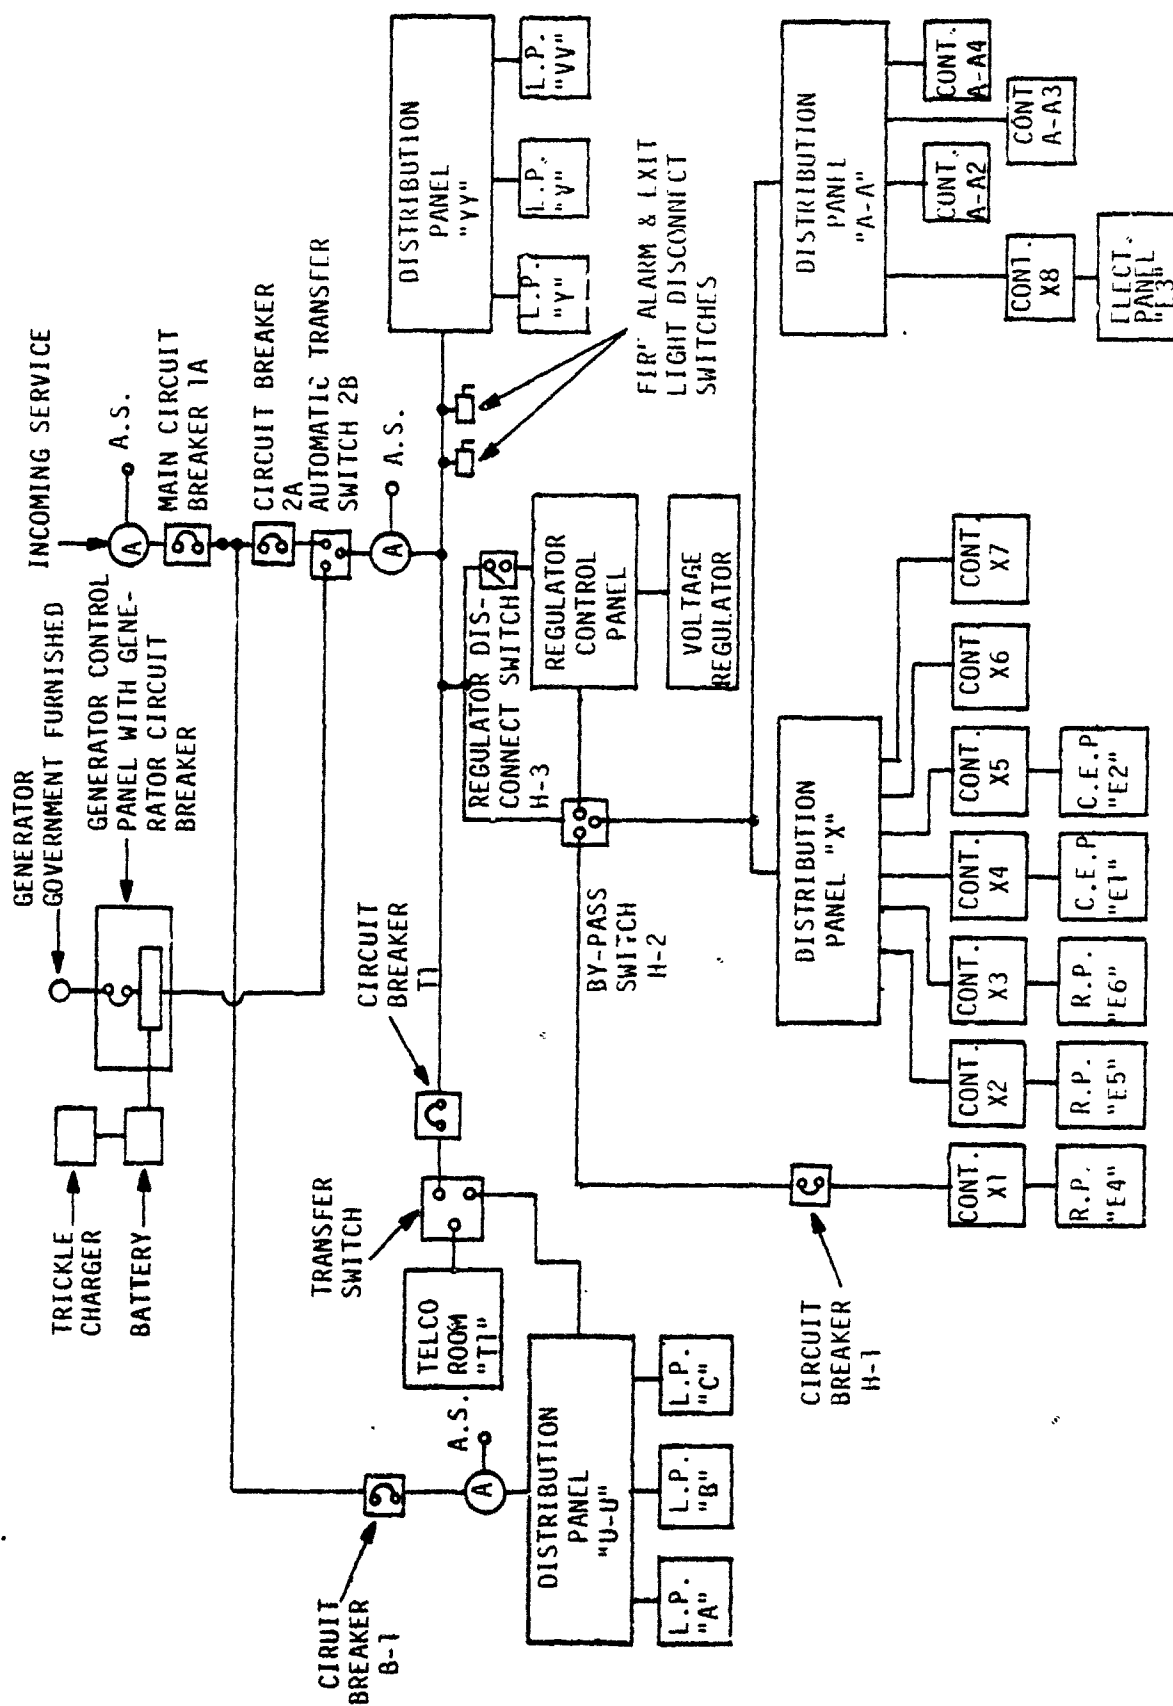 INCOMING SERVICE
A
A.S.
MAIN CIRCUIT
BREAKER 1A
CIRCUIT BREAKER
2A
AUTOMATIC TRANSFER
SWITCH 2B
A
A.S.
GENERATOR
GOVERNMENT FURNISHED
GENERATOR CONTROL
PANEL WITH GENE-
RATOR CIRCUIT
BREAKER
TRICKLE
CHARGER
BATTERY
DISTRIBUTION
PANEL
"YY"
L.P.
"Y"
L.P.
"V"
L.P.
"VV"
FIR" ALARM & EXIT
LIGHT DISCONNECT
SWITCHES
CIRCUIT
BREAKER
T1
TRANSFER
SWITCH
TELCO
ROOM
"T1"
CIRUIT
BREAKER
B-1
A
A.S.
DISTRIBUTION
PANEL
"U-U"
L.P.
"A"
L.P.
"B"
L.P.
"C"
REGULATOR DIS-
CONNECT SWITCH
H-3
REGULATOR
CONTROL
PANEL
VOLTAGE
REGULATOR
BY-PASS
SWITCH
H-2
CIRCUIT
BREAKER
H-1
DISTRIBUTION
PANEL "X"
CONT.
X1
CONT.
X2
CONT.
X3
CONT.
X4
CONT.
X5
CONT
X6
CONT.
X7
R.P.
"E4"
R.P.
"E5"
R.P.
"E6"
C.E.P
"E1"
C.E.P
"E2"
DISTRIBUTION
PANEL
"A-A"
CONT.
X8
CONT.
A-A2
CONT
A-A3
CONT.
A-A4
ELECT.
PANEL
"E3"